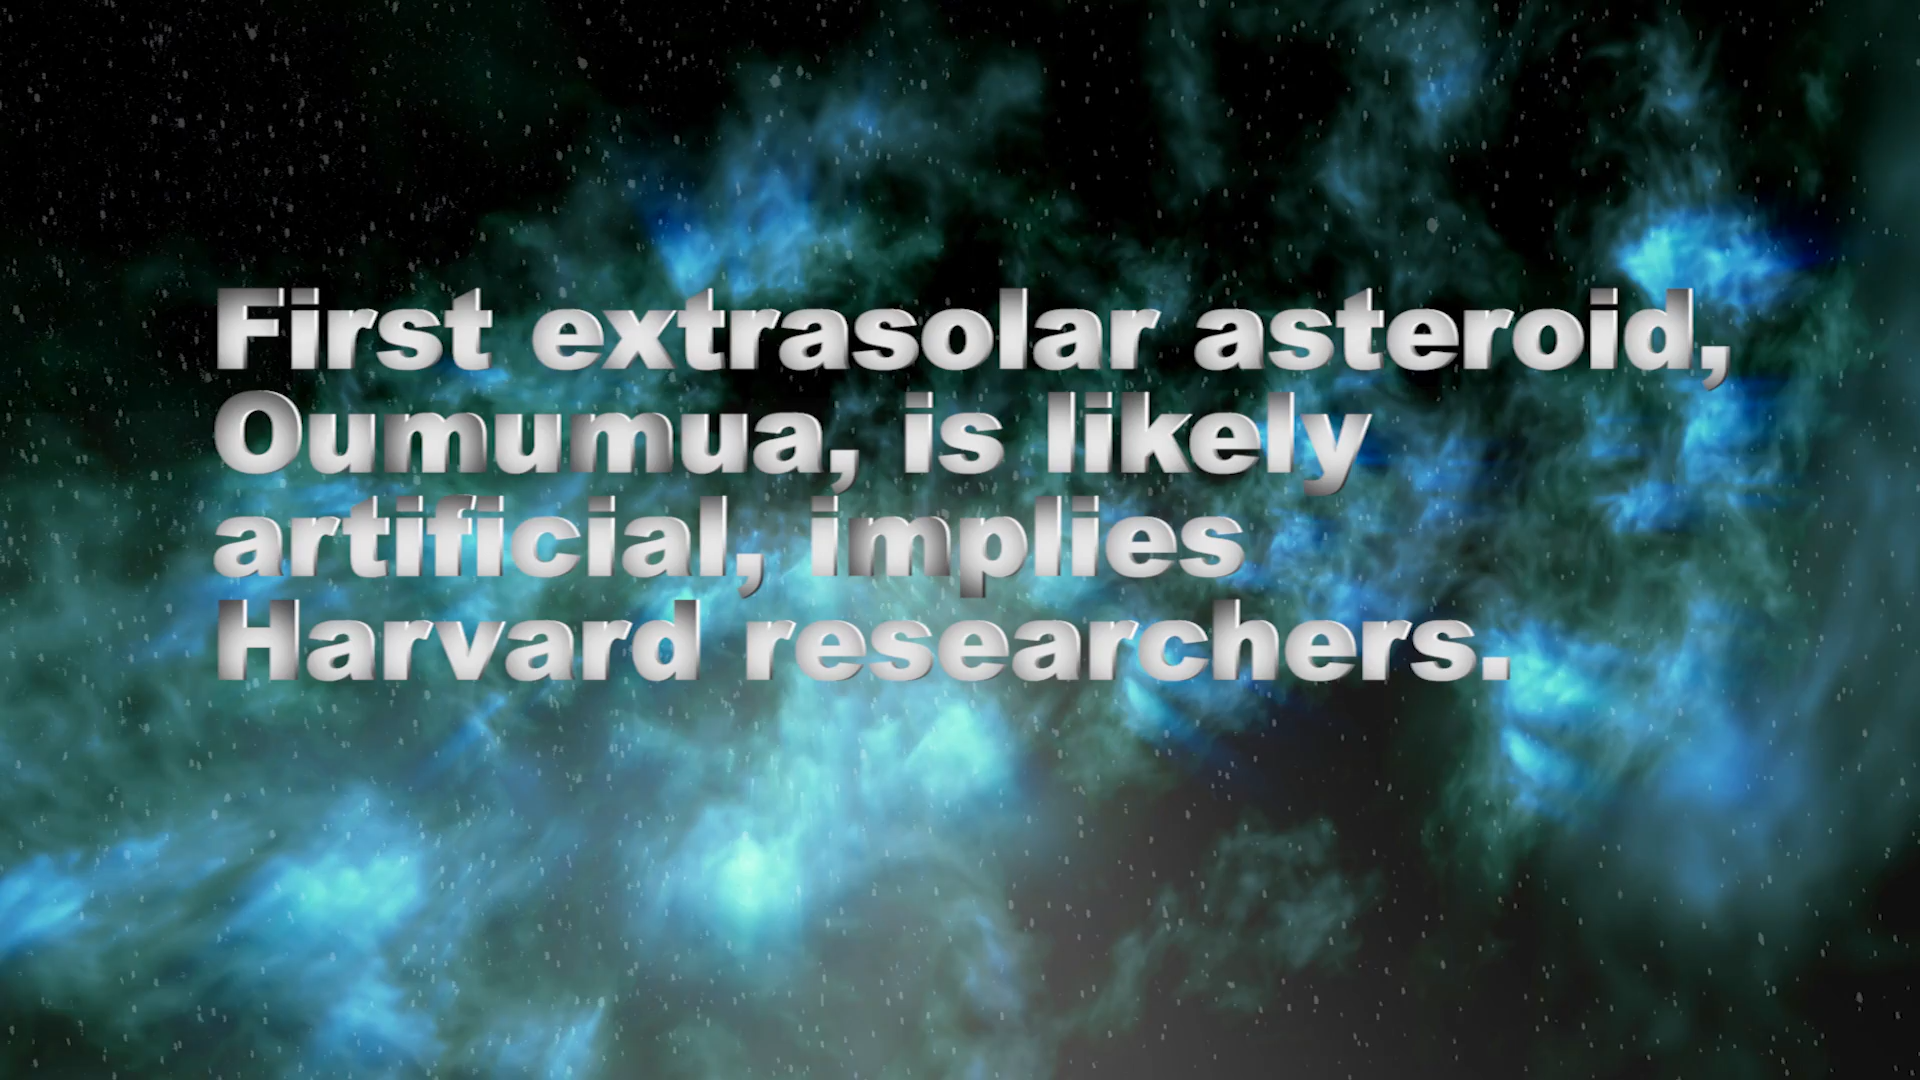 First extrasolar asteroid,
Oumumua, is likely
artificial, implies
Harvard researchers.